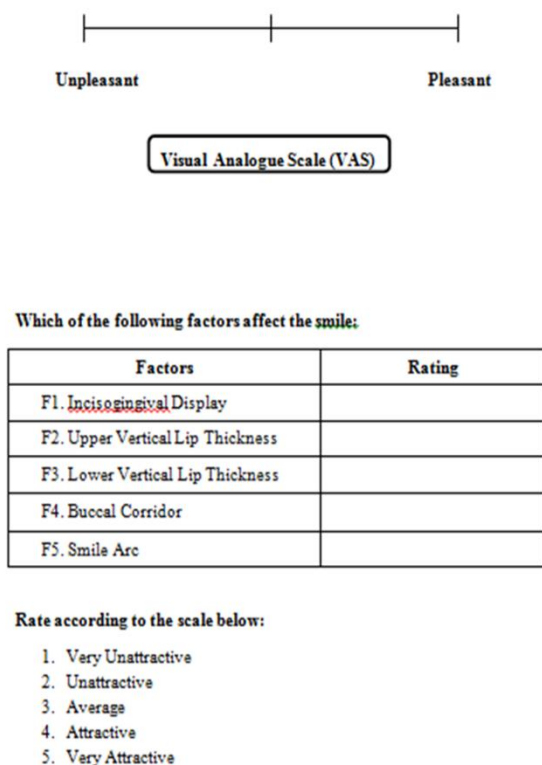 Unpleasant Pleasant
Visual Analogue Scale (VAS)
Which of the following factors affect the smile:
Factors Rating
F1. Incisogingival Display
F2. Upper Vertical Lip Thickness
F3. Lower Vertical Lip Thickness
F4. Buccal Corridor
F5. Smile Arc
Rate according to the scale below:
1. Very Unattractive
2. Unattractive
3. Average
4. Attractive
5. Very Attractive